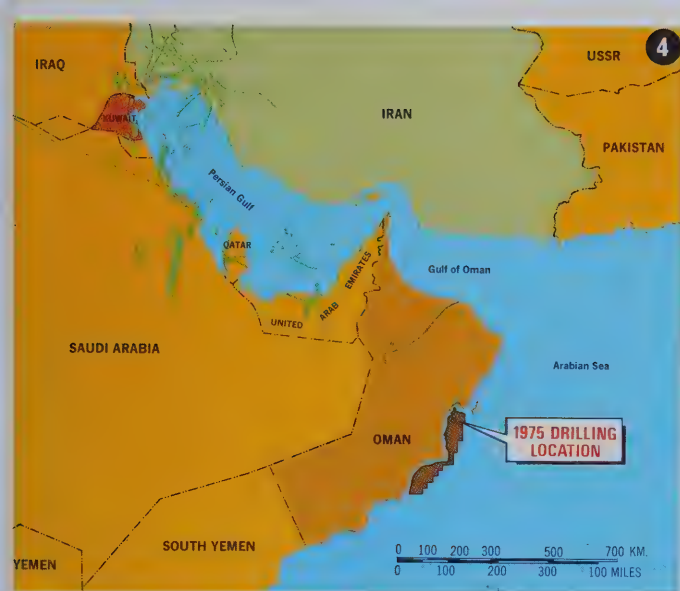 4
IRAQ
USSR
KUWAIT
IRAN
PAKISTAN
Persian Gulf
QATAR
UNITED ARAB EMIRATES
Gulf of Oman
SAUDI ARABIA
Arabian Sea
OMAN
1975 DRILLING
LOCATION
SOUTH YEMEN
YEMEN
0 100 200 300 500 700 KM.
0 100 200 300 100 MILES